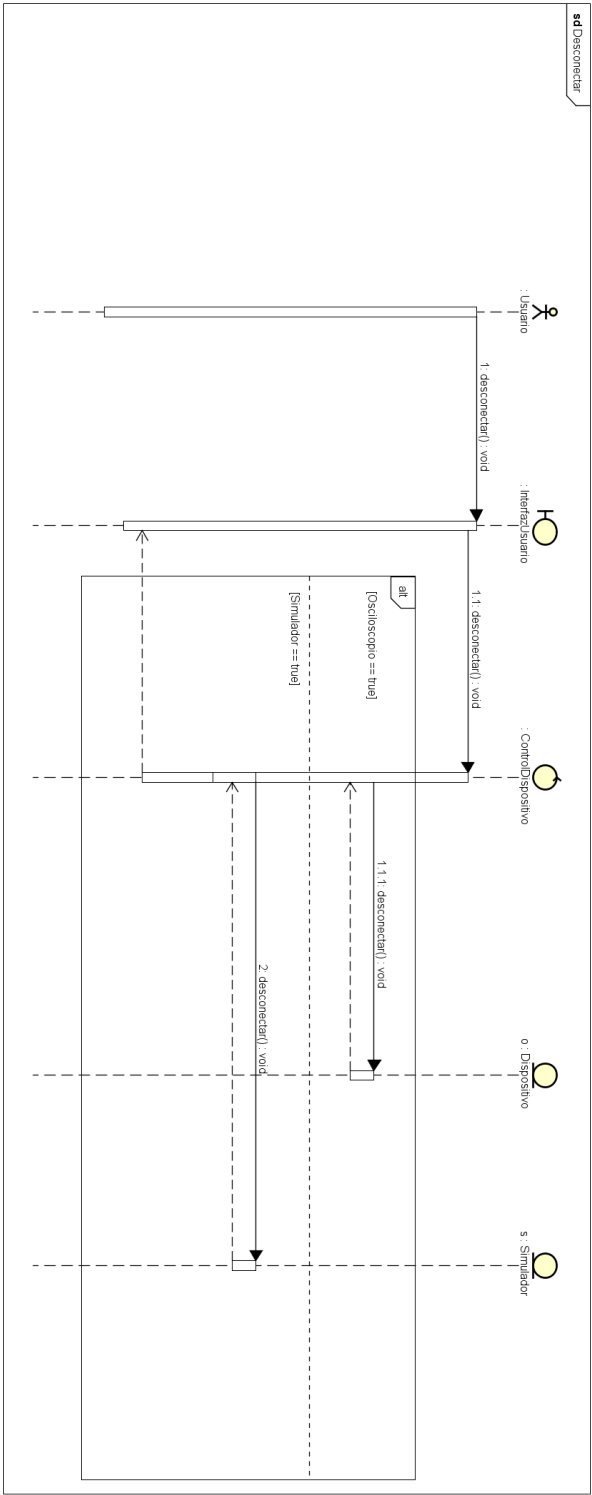 sd Desconectar
: Usuario
: InterfazUsuario
: ControlDispositivo
o : Dispositivo
s : Simulador
1: desconectar() : void
1.1: desconectar() : void
alt
[Osciloscopio == true]
1.1.1: desconectar() : void
[Simulador == true]
2: desconectar() : void